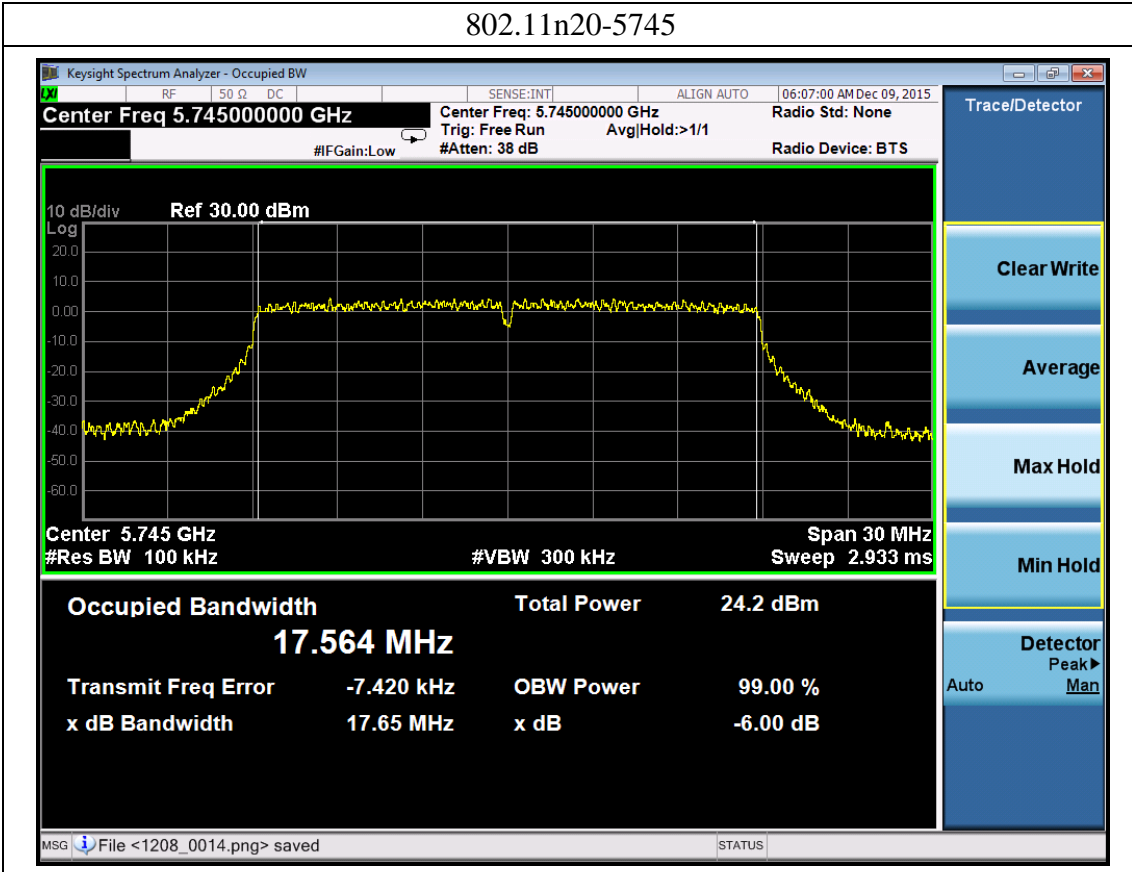 802.11n20-5745
Keysight Spectrum Analyzer - Occupied BW
LXI RF 50 Ω DC SENSE:INT ALIGN AUTO 06:07:00 AM Dec 09, 2015
Center Freq 5.745000000 GHz
Center Freq: 5.745000000 GHz Radio Std: None
Trig: Free Run Avg|Hold:>1/1
#IFGain:Low #Atten: 38 dB Radio Device: BTS
Trace/Detector
10 dB/div Ref 30.00 dBm
Log
20.0
10.0
0.00
-10.0
-20.0
-30.0
-40.0
-50.0
-60.0
Center 5.745 GHz Span 30 MHz
#Res BW 100 kHz #VBW 300 kHz Sweep 2.933 ms
Clear Write
Average
Max Hold
Min Hold
Detector
Peak▶
Auto Man
Occupied Bandwidth Total Power 24.2 dBm
17.564 MHz
Transmit Freq Error -7.420 kHz OBW Power 99.00 %
x dB Bandwidth 17.65 MHz x dB -6.00 dB
MSG File <1208_0014.png> saved STATUS